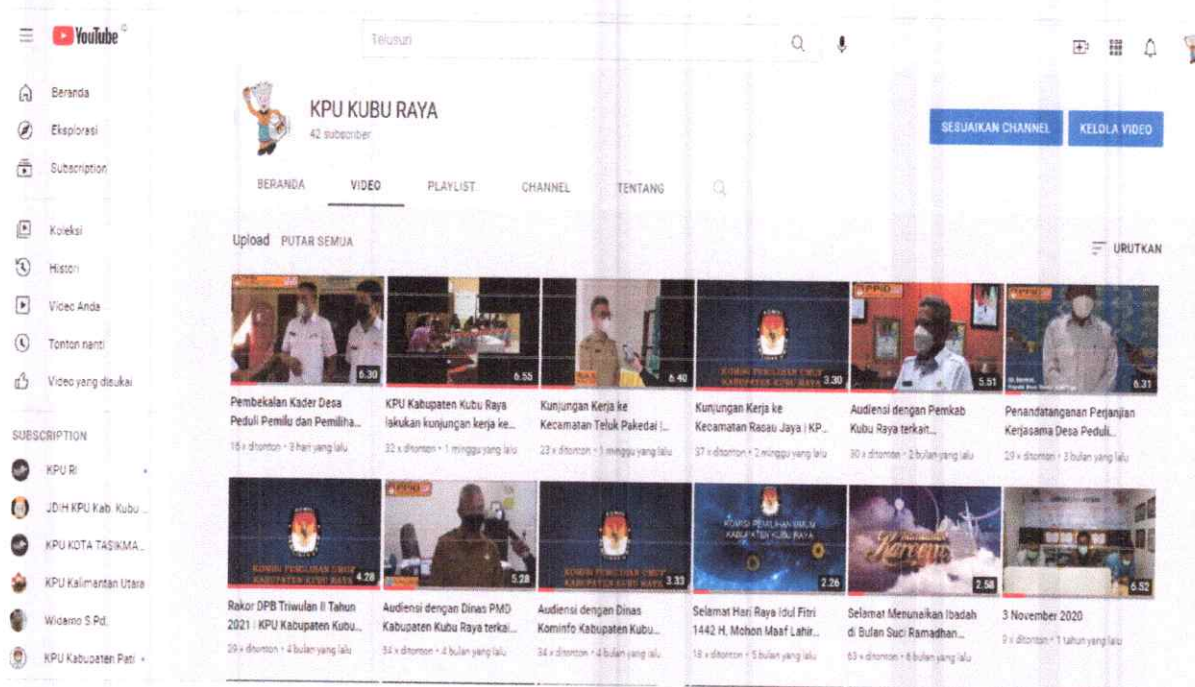 YouTube
Telusuri
Beranda
Eksplorasi
Subscription
Koleksi
Histori
Video Anda
Tonton nanti
Video yang disukai
SUBSCRIPTION
KPU RI
JDIH KPU Kab. Kubu ...
KPU KOTA TASIKMA...
KPU Kalimantan Utara
Widarno S.Pd.
KPU Kabupaten Pati
KPU KUBU RAYA
42 subscriber
SESUAIKAN CHANNEL
KELOLA VIDEO
BERANDA VIDEO PLAYLIST CHANNEL TENTANG
Upload PUTAR SEMUA
URUTKAN
6.30
Pembekalan Kader Desa
Peduli Pemilu dan Pemiliha...
16 x ditonton • 3 hari yang lalu
6.55
KPU Kabupaten Kubu Raya
lakukan kunjungan kerja ke...
32 x ditonton • 1 minggu yang lalu
6.40
Kunjungan Kerja ke
Kecamatan Teluk Pakedai |...
23 x ditonton • 1 minggu yang lalu
KOMISI PEMILIHAN UMUM
KABUPATEN KUBU RAYA
3.30
Kunjungan Kerja ke
Kecamatan Rasau Jaya | KP...
37 x ditonton • 2 minggu yang lalu
PPID
5.51
Audiensi dengan Pemkab
Kubu Raya terkait...
30 x ditonton • 2 bulan yang lalu
PPID
6.31
Penandatanganan Perjanjian
Kerjasama Desa Peduli...
29 x ditonton • 3 bulan yang lalu
KOMISI PEMILIHAN UMUM
KABUPATEN KUBU RAYA
4.28
Rakor DPB Triwulan II Tahun
2021 | KPU Kabupaten Kubu...
29 x ditonton • 4 bulan yang lalu
PPID
5.28
Audiensi dengan Dinas PMD
Kabupaten Kubu Raya terkai...
54 x ditonton • 4 bulan yang lalu
KOMISI PEMILIHAN UMUM
KABUPATEN KUBU RAYA
3.33
Audiensi dengan Dinas
Kominfo Kabupaten Kubu...
34 x ditonton • 4 bulan yang lalu
KOMISI PEMILIHAN UMUM
KABUPATEN KUBU RAYA
2.26
Selamat Hari Raya Idul Fitri
1442 H, Mohon Maaf Lahir...
18 x ditonton • 5 bulan yang lalu
Kareem
2.58
Selamat Menunaikan Ibadah
di Bulan Suci Ramadhan...
63 x ditonton • 6 bulan yang lalu
6.52
3 November 2020
9 x ditonton • 1 tahun yang lalu